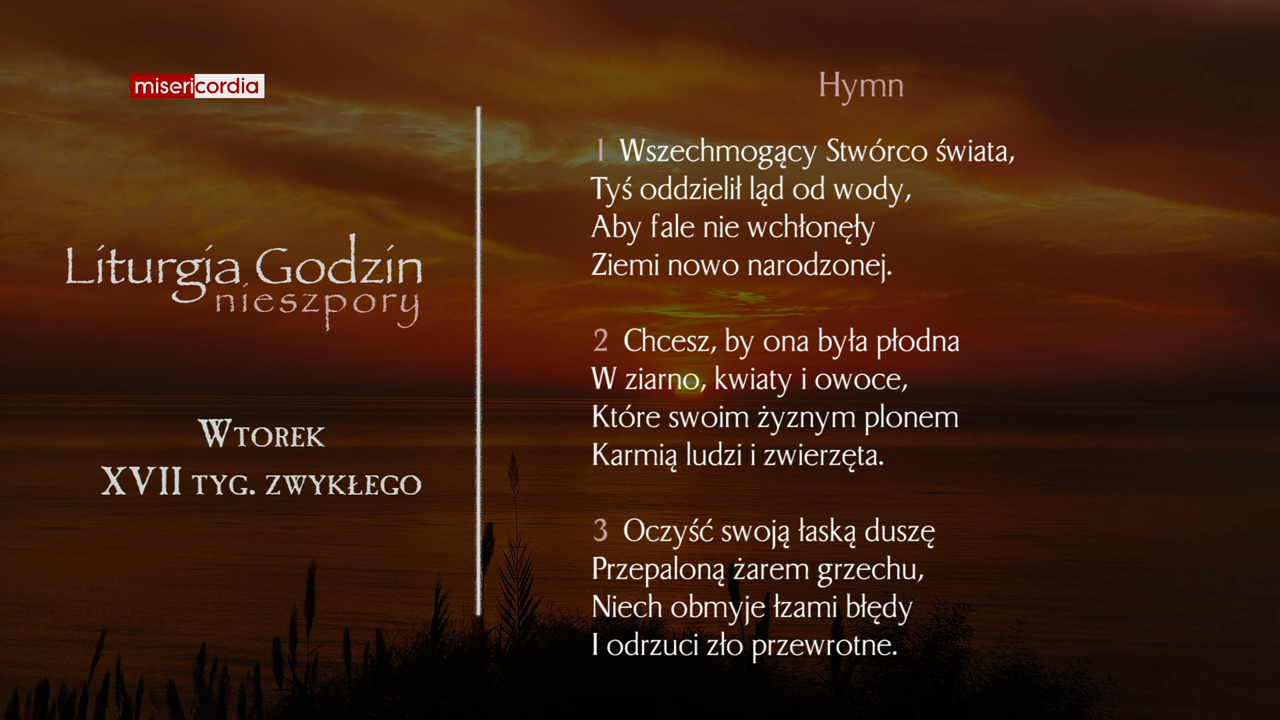 misericordia
Liturgia Godzin
nieszpory
Wtorek
XVII tyg. zwykłego
Hymn
1 Wszechmogący Stwórco świata,
Tyś oddzielił ląd od wody,
Aby fale nie wchłonęły
Ziemi nowo narodzonej.
2 Chcesz, by ona była płodna
W ziarno, kwiaty i owoce,
Które swoim żyznym plonem
Karmią ludzi i zwierzęta.
3 Oczyść swoją łaską duszę
Przepaloną żarem grzechu,
Niech obmyje łzami błędy
I odrzuci zło przewrotne.